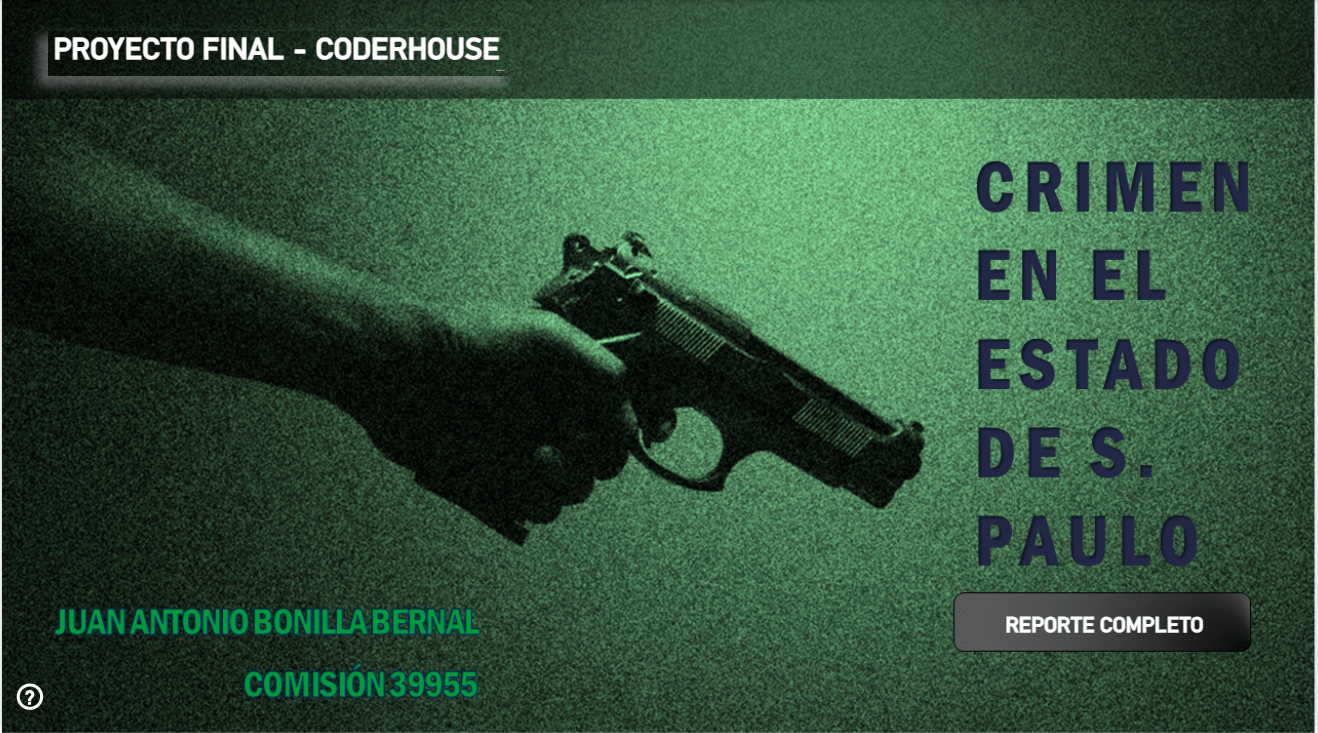 PROYECTO FINAL - CODERHOUSE
CRIMEN
EN EL
ESTADO
DE S.
PAULO
REPORTE COMPLETO
JUAN ANTONIO BONILLA BERNAL
COMISIÓN 39955
?